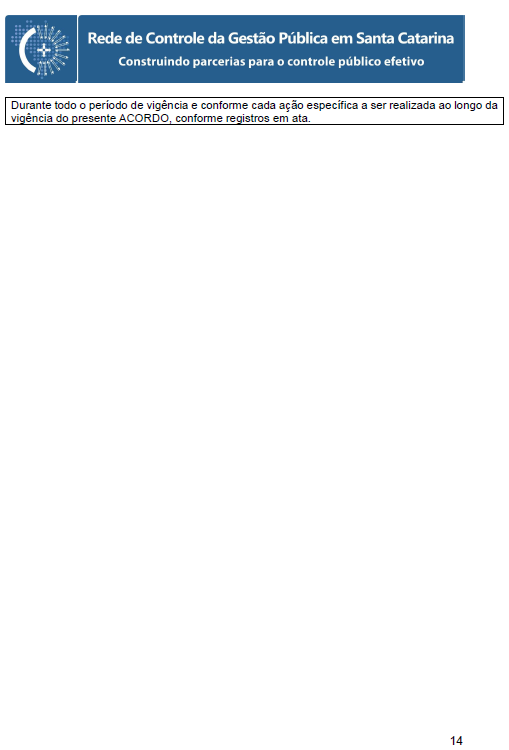 Rede de Controle da Gestão Pública em Santa Catarina
Construindo parcerias para o controle público efetivo
Durante todo o período de vigência e conforme cada ação específica a ser realizada ao longo da
vigência do presente ACORDO, conforme registros em ata.
14